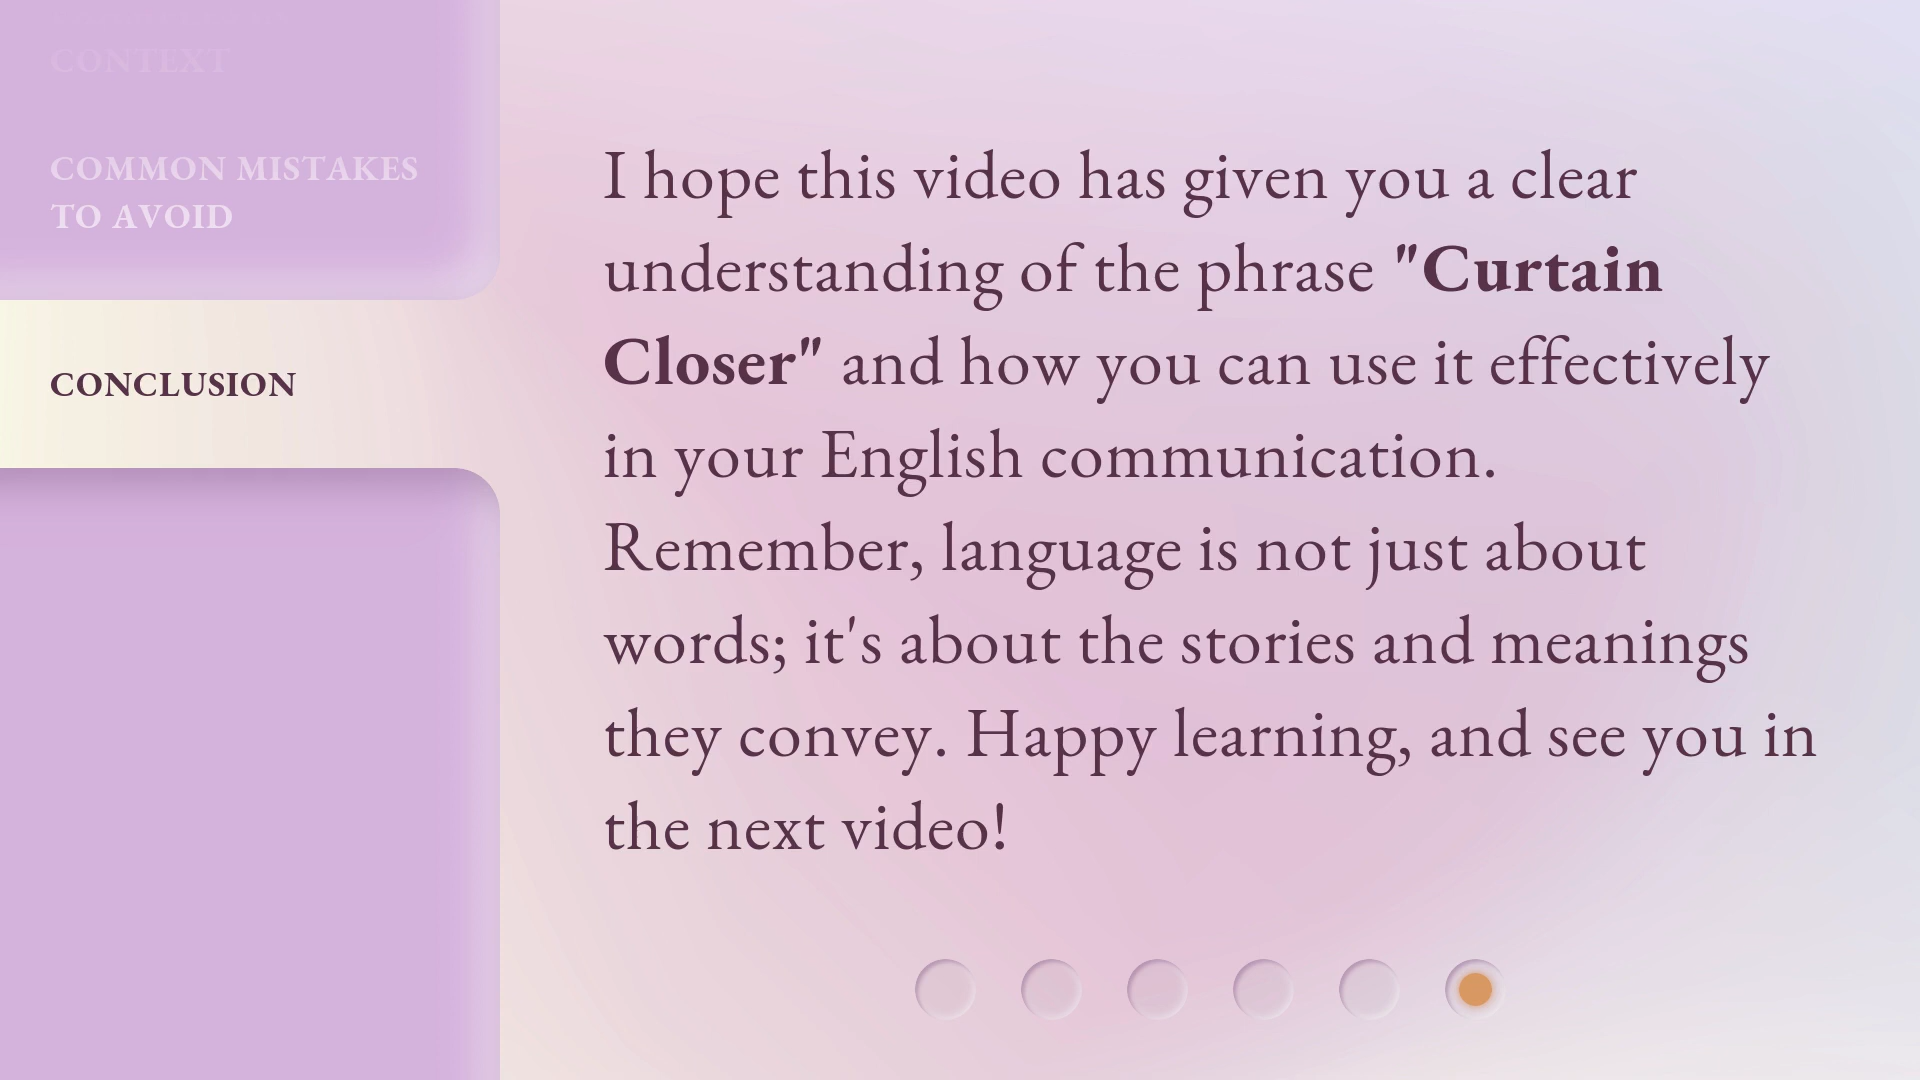 CONTEXT
COMMON MISTAKES
TO AVOID
CONCLUSION
I hope this video has given you a clear
understanding of the phrase "Curtain
Closer" and how you can use it effectively
in your English communication.
Remember, language is not just about
words; it's about the stories and meanings
they convey. Happy learning, and see you in
the next video!